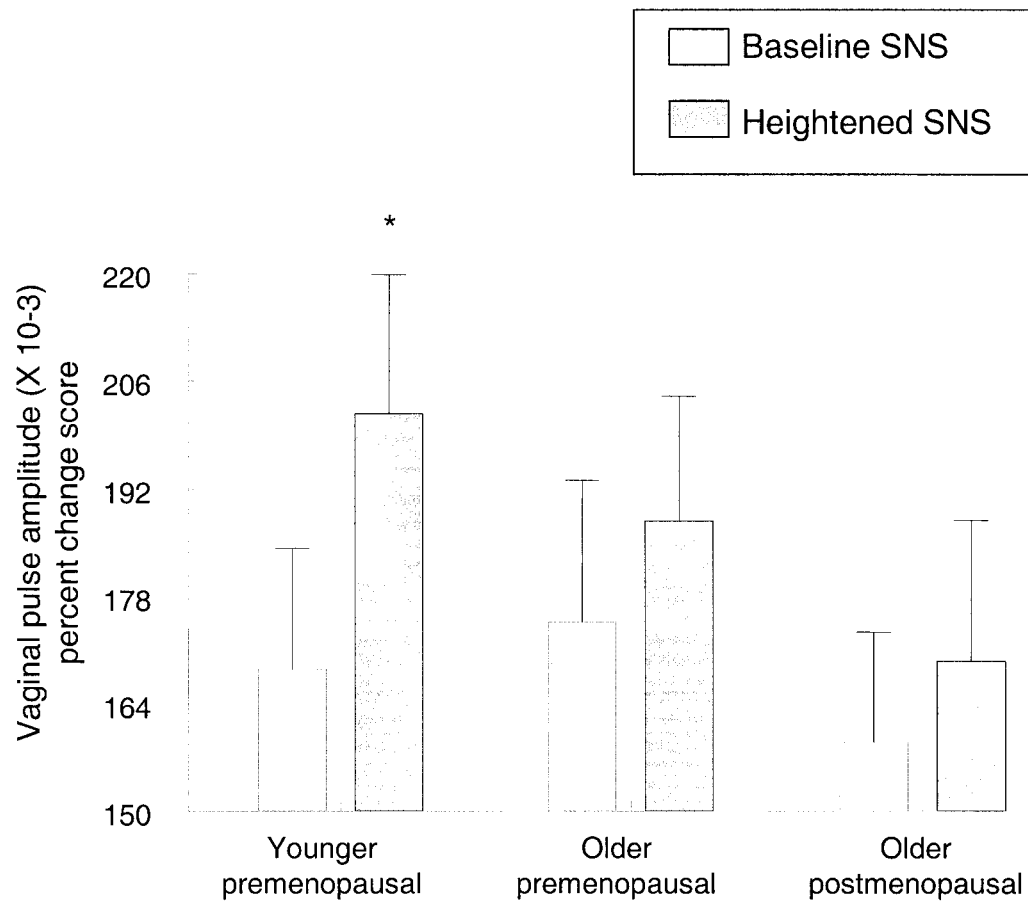 Baseline SNS
Heightened SNS
*
Vaginal pulse amplitude (X 10-3)
percent change score
220
206
192
178
164
150
Younger
premenopausal
Older
premenopausal
Older
postmenopausal